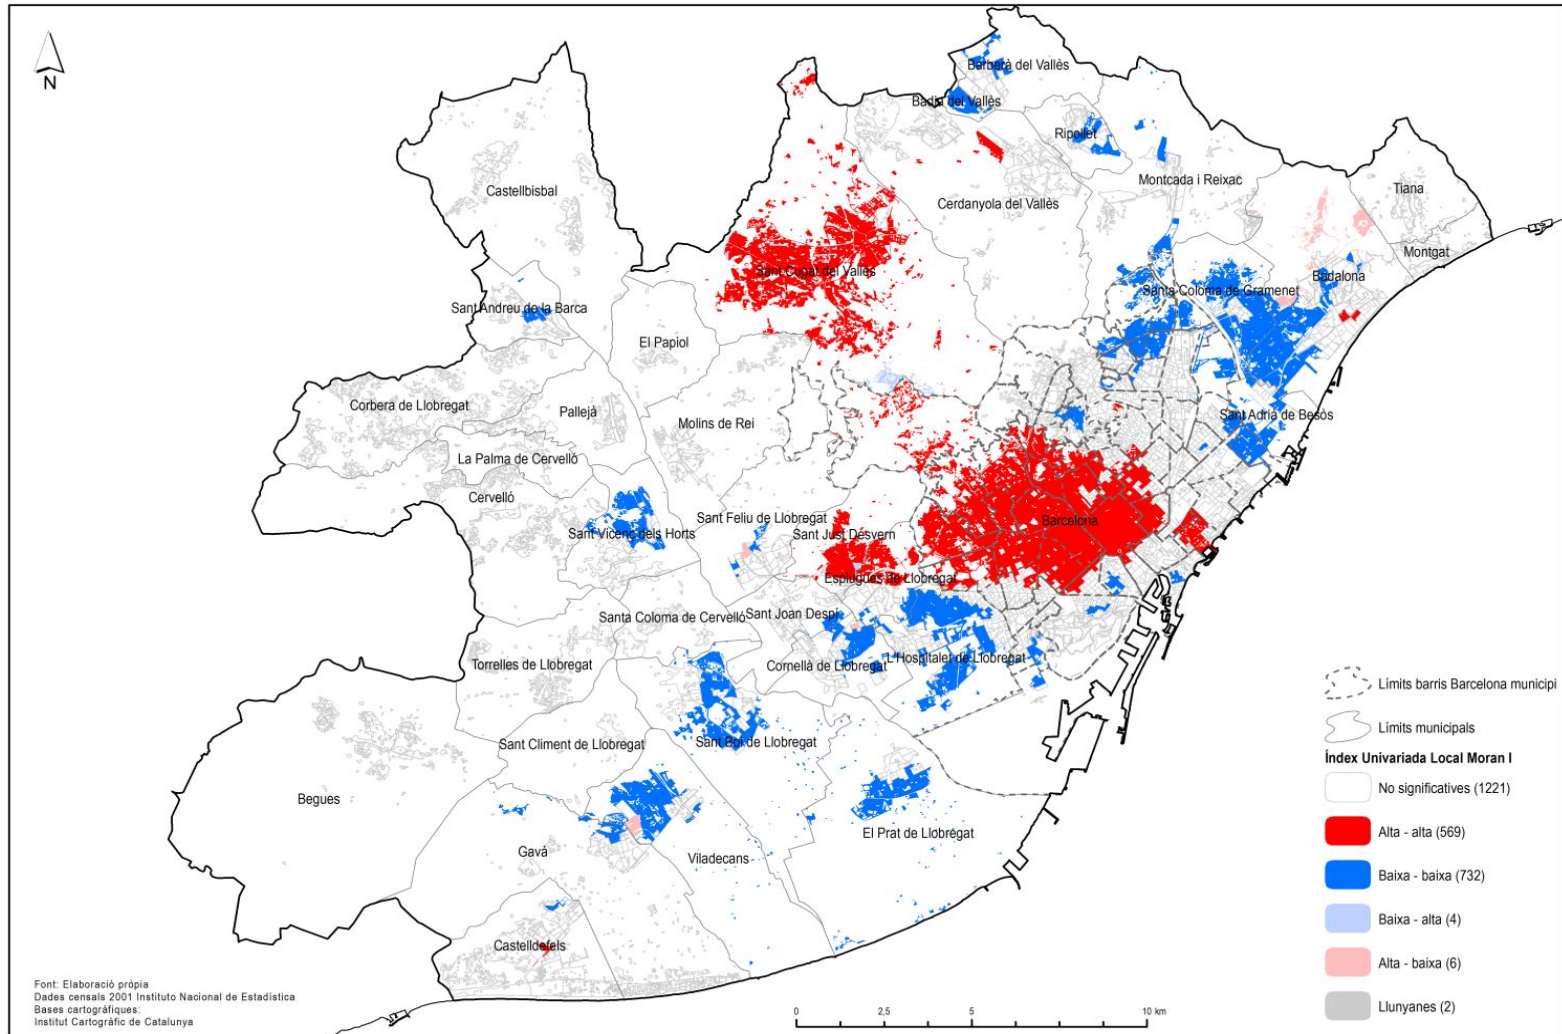 N
Barberà del Vallès
Badia del Vallès
Ripollet
Castellbisbal
Montcada i Reixac
Tiana
Cerdanyola del Vallès
Montgat
Sant Cugat del Vallès
Badalona
Santa Coloma de Gramenet
Sant Andreu de la Barca
El Papiol
Corbera de Llobregat
Pallejà
Molins de Rei
Sant Adrià de Besòs
La Palma de Cervelló
Cervelló
Sant Feliu de Llobregat
Barcelona
Sant Vicenç dels Horts
Sant Just Desvern
Esplugues de Llobregat
Santa Coloma de Cervelló
Sant Joan Despí
Torrelles de Llobregat
Cornellà de Llobregat
L'Hospitalet de Llobregat
Sant Climent de Llobregat
Sant Boi de Llobregat
Begues
El Prat de Llobregat
Gavà
Viladecans
Castelldefels
Límits barris Barcelona municipi
Límits municipals
Índex Univariada Local Moran I
No significatives (1221)
Alta - alta (569)
Baixa - baixa (732)
Baixa - alta (4)
Alta - baixa (6)
Llunyanes (2)
Font: Elaboració pròpia
Dades censals 2001 Instituto Nacional de Estadística
Bases cartogràfiques:
Institut Cartogràfic de Catalunya
0 2,5 5 10 km